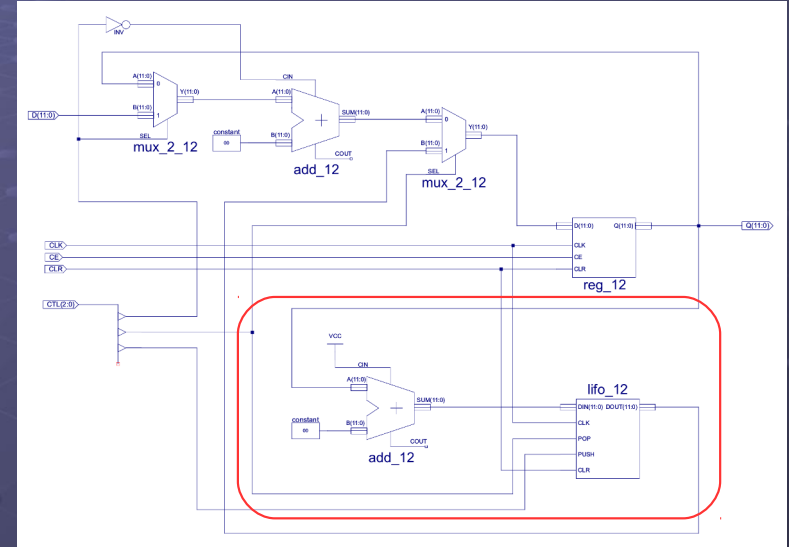 INV
CIN
A(11:0)
0
Y(11:0)
B(11:0)
1
SEL
mux_2_12
D(11:0)
A(11:0)
SUM(11:0)
constant
B(11:0)
COUT
add_12
A(11:0)
0
Y(11:0)
B(11:0)
1
SEL
mux_2_12
D(11:0)
Q(11:0)
CLK
CE
CLR
reg_12
Q(11:0)
CLK
CE
CLR
CTL(2:0)
VCC
CIN
A(11:0)
SUM(11:0)
constant
B(11:0)
COUT
add_12
lifo_12
DIN(11:0) DOUT(11:0)
CLK
POP
PUSH
CLR